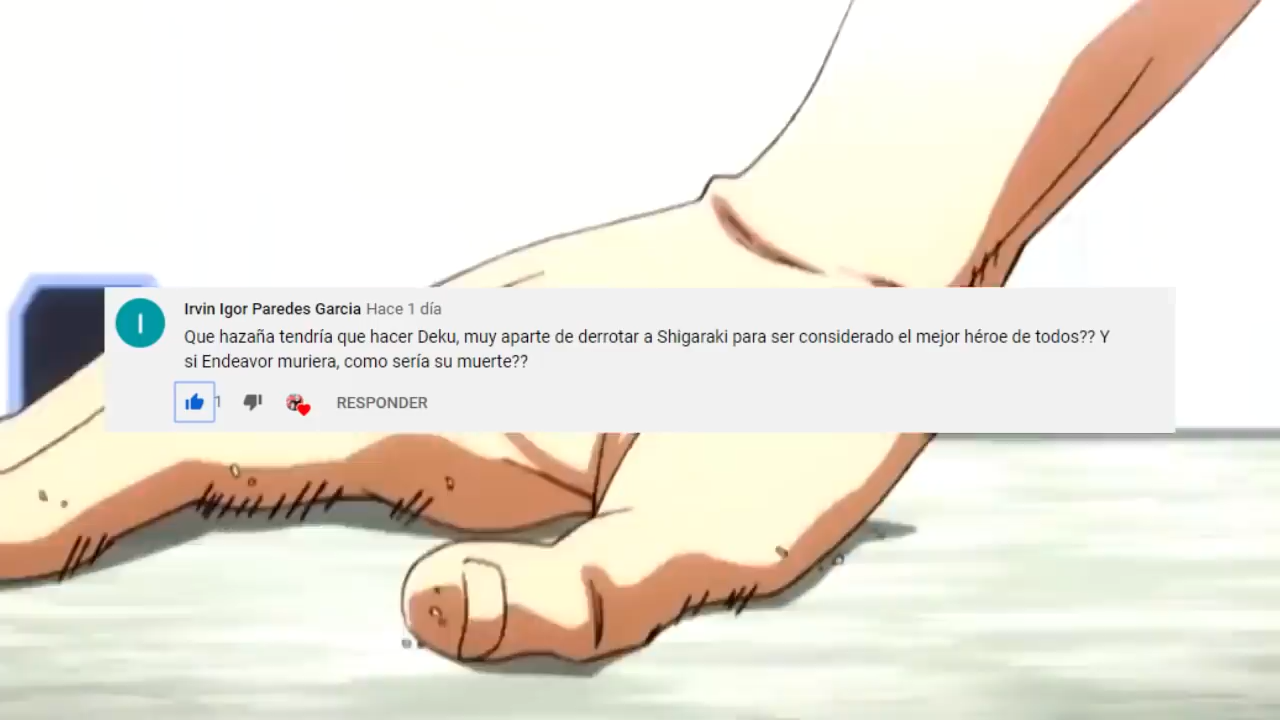 Irvin Igor Paredes Garcia Hace 1 día
Que hazaña tendría que hacer Deku, muy aparte de derrotar a Shigaraki para ser considerado el mejor héroe de todos?? Y
si Endeavor muriera, como sería su muerte??
1 RESPONDER